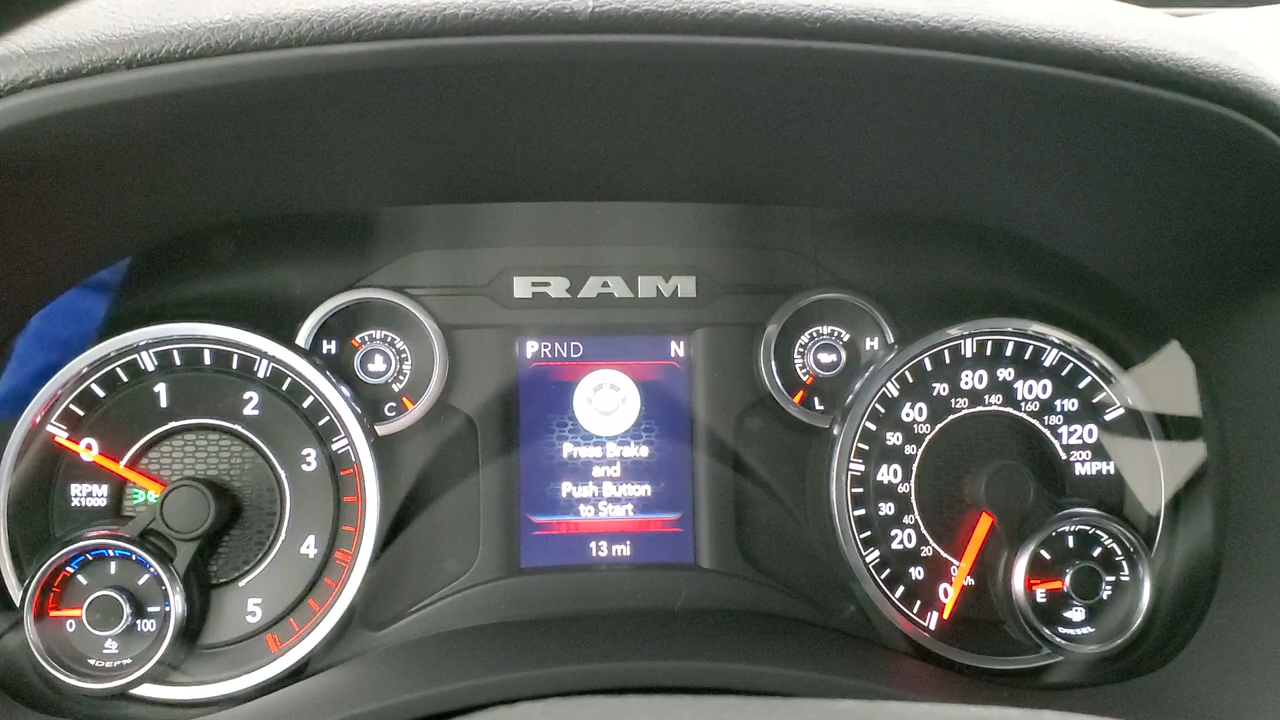 RAM
PRND N
Press Brake
and
Push Button
to Start
13 mi
H
C
H
L
0 1 2 3 4 5
RPM
X1000
0 100
DEF%
0 10 20 30 40 50 60 70 80 90 100 110 120
MPH
0 20 40 60 80 100 120 140 160 180 200
E F
DIESEL